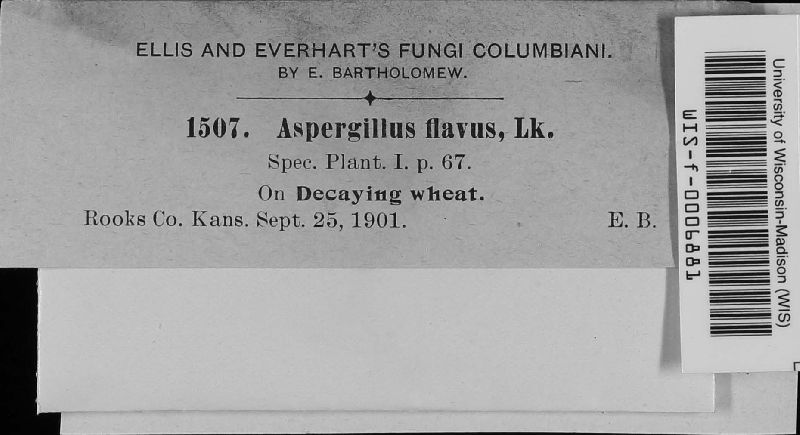 ELLIS AND EVERHART'S FUNGI COLUMBIANI.
BY E. BARTHOLOMEW.
1507. Aspergillus flavus, Lk.
Spec. Plant. I. p. 67.
On Decaying wheat.
Rooks Co. Kans. Sept. 25, 1901. E. B.
University of Wisconsin-Madison (WIS)
WIS-f-0006881